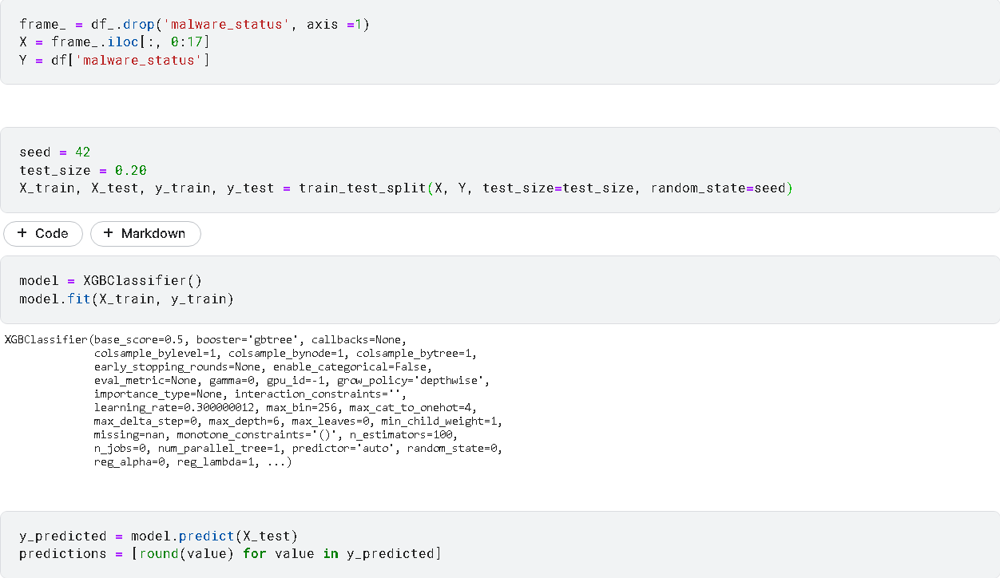 frame_ = df_.drop('malware_status', axis =1)
X = frame_.iloc[:, 0:17]
Y = df['malware_status']
seed = 42
test_size = 0.20
X_train, X_test, y_train, y_test = train_test_split(X, Y, test_size=test_size, random_state=seed)
+ Code + Markdown
model = XGBClassifier()
model.fit(X_train, y_train)
XGBClassifier(base_score=0.5, booster='gbtree', callbacks=None,
colsample_bylevel=1, colsample_bynode=1, colsample_bytree=1,
early_stopping_rounds=None, enable_categorical=False,
eval_metric=None, gamma=0, gpu_id=-1, grow_policy='depthwise',
importance_type=None, interaction_constraints='',
learning_rate=0.300000012, max_bin=256, max_cat_to_onehot=4,
max_delta_step=0, max_depth=6, max_leaves=0, min_child_weight=1,
missing=nan, monotone_constraints='()', n_estimators=100,
n_jobs=0, num_parallel_tree=1, predictor='auto', random_state=0,
reg_alpha=0, reg_lambda=1, ...)
y_predicted = model.predict(X_test)
predictions = [round(value) for value in y_predicted]